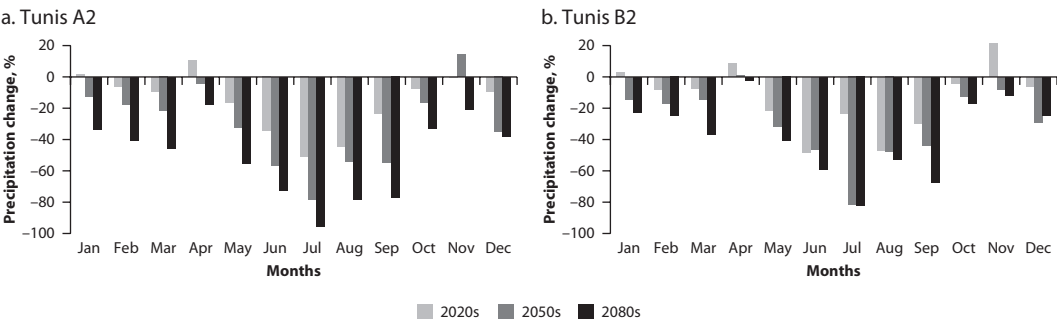 a. Tunis A2
Precipitation change, %
20
0
–20
–40
–60
–80
–100
Jan Feb Mar Apr May Jun Jul Aug Sep Oct Nov Dec
Months
b. Tunis B2
Precipitation change, %
20
0
–20
–40
–60
–80
–100
Jan Feb Mar Apr May Jun Jul Aug Sep Oct Nov Dec
Months
2020s 2050s 2080s